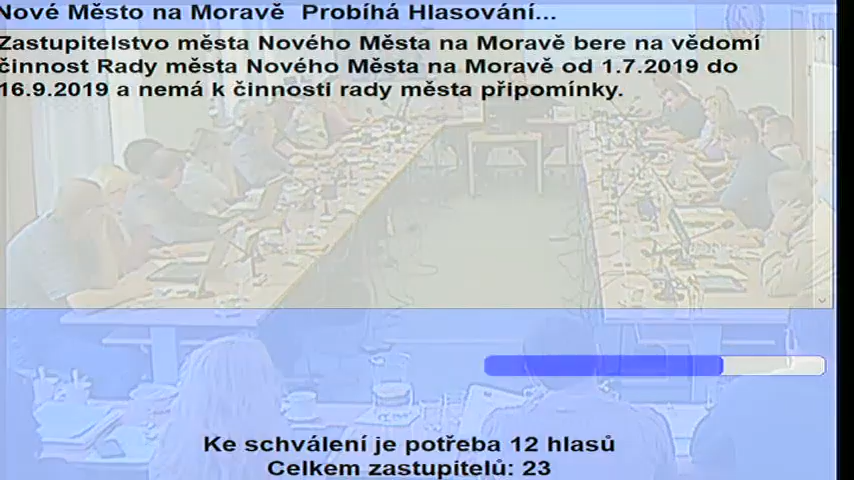 Nové Město na Moravě Probíhá Hlasování...
Zastupitelstvo města Nového Města na Moravě bere na vědomí
činnost Rady města Nového Města na Moravě od 1.7.2019 do
16.9.2019 a nemá k činnosti rady města připomínky.
Ke schválení je potřeba 12 hlasů
Celkem zastupitelů: 23